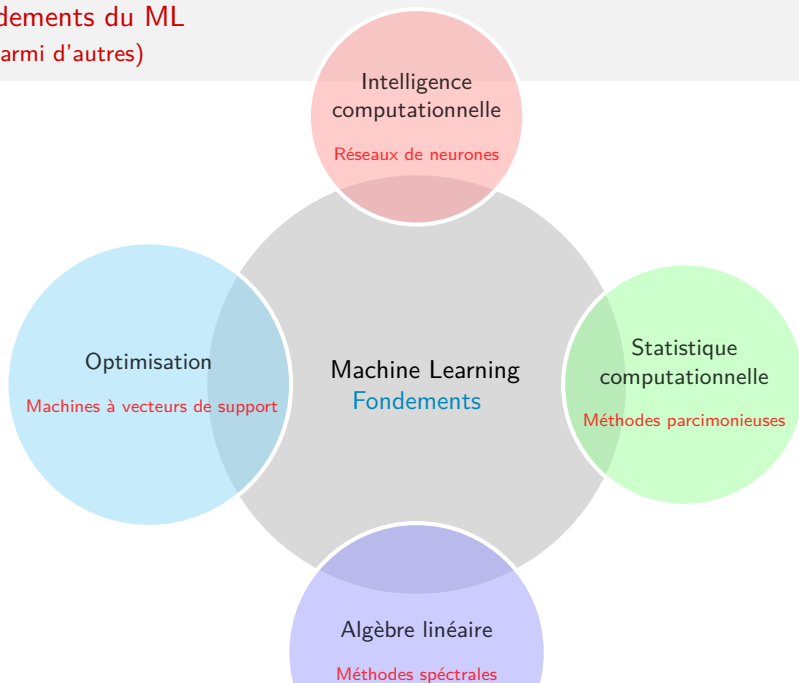 dements du ML
armi d'autres)
Intelligence
computationnelle
Réseaux de neurones
Optimisation
Machines à vecteurs de support
Machine Learning
Fondements
Statistique
computationnelle
Méthodes parcimonieuses
Algèbre linéaire
Méthodes spéctrales